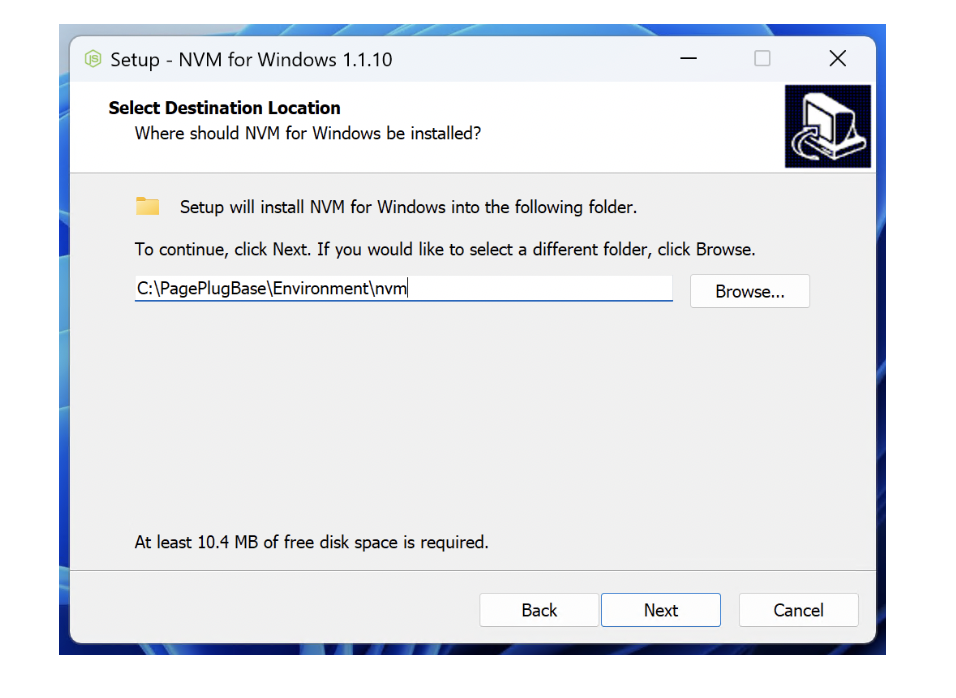 Setup - NVM for Windows 1.1.10
Select Destination Location
Where should NVM for Windows be installed?
Setup will install NVM for Windows into the following folder.
To continue, click Next. If you would like to select a different folder, click Browse.
C:\PagePlugBase\Environment\nvm
Browse...
At least 10.4 MB of free disk space is required.
Back
Next
Cancel